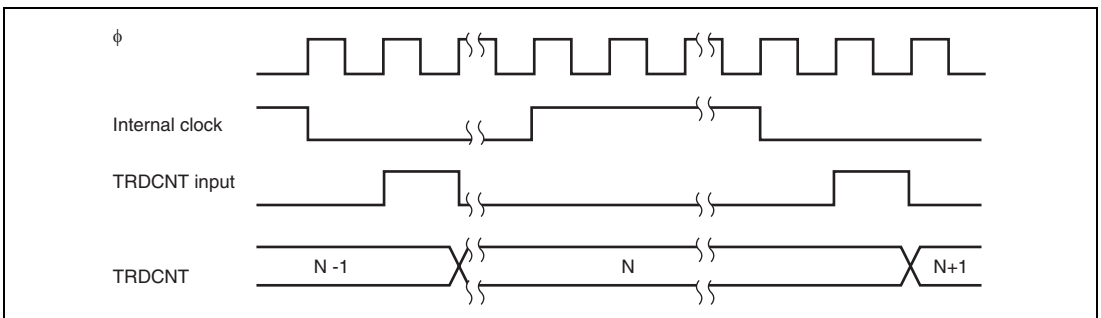 ϕ
Internal clock
TRDCNT input
TRDCNT
N -1
N
N+1